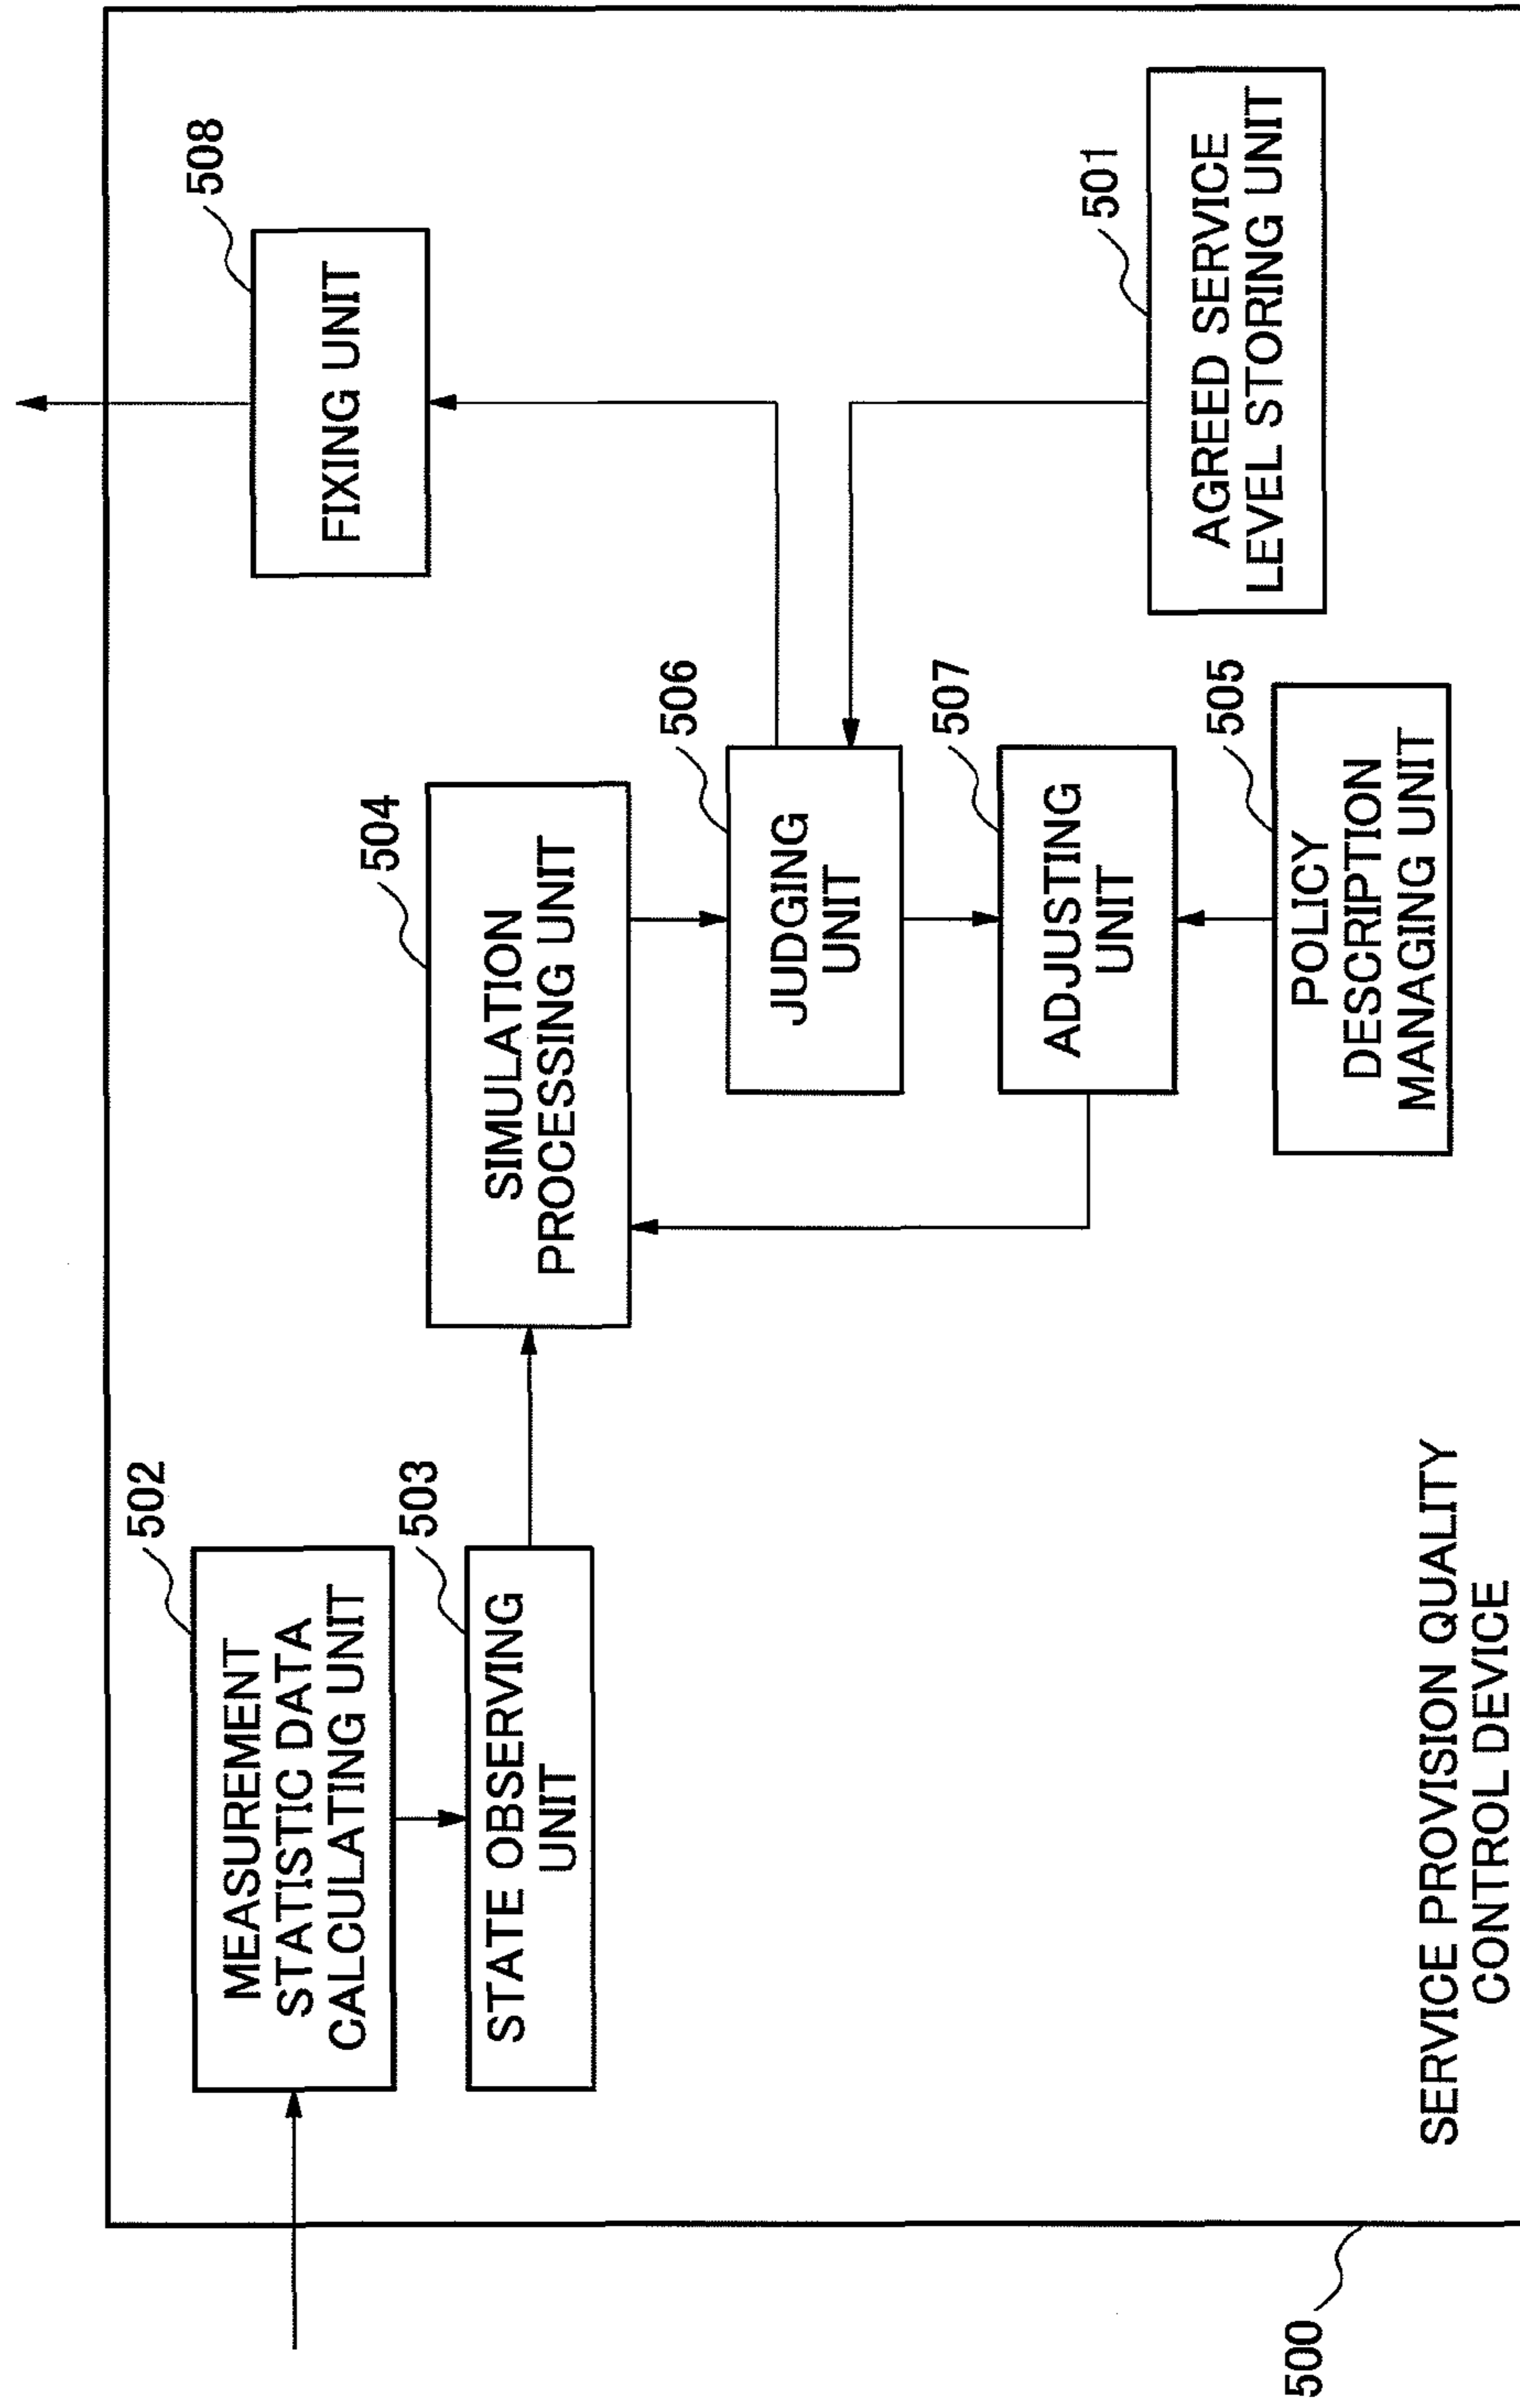 502
MEASUREMENT
STATISTIC DATA
CALCULATING UNIT
503
STATE OBSERVING
UNIT
504
SIMULATION
PROCESSING UNIT
506
JUDGING
UNIT
507
ADJUSTING
UNIT
505
POLICY
DESCRIPTION
MANAGING UNIT
508
FIXING UNIT
501
AGREED SERVICE
LEVEL STORING UNIT
SERVICE PROVISION QUALITY
CONTROL DEVICE
500